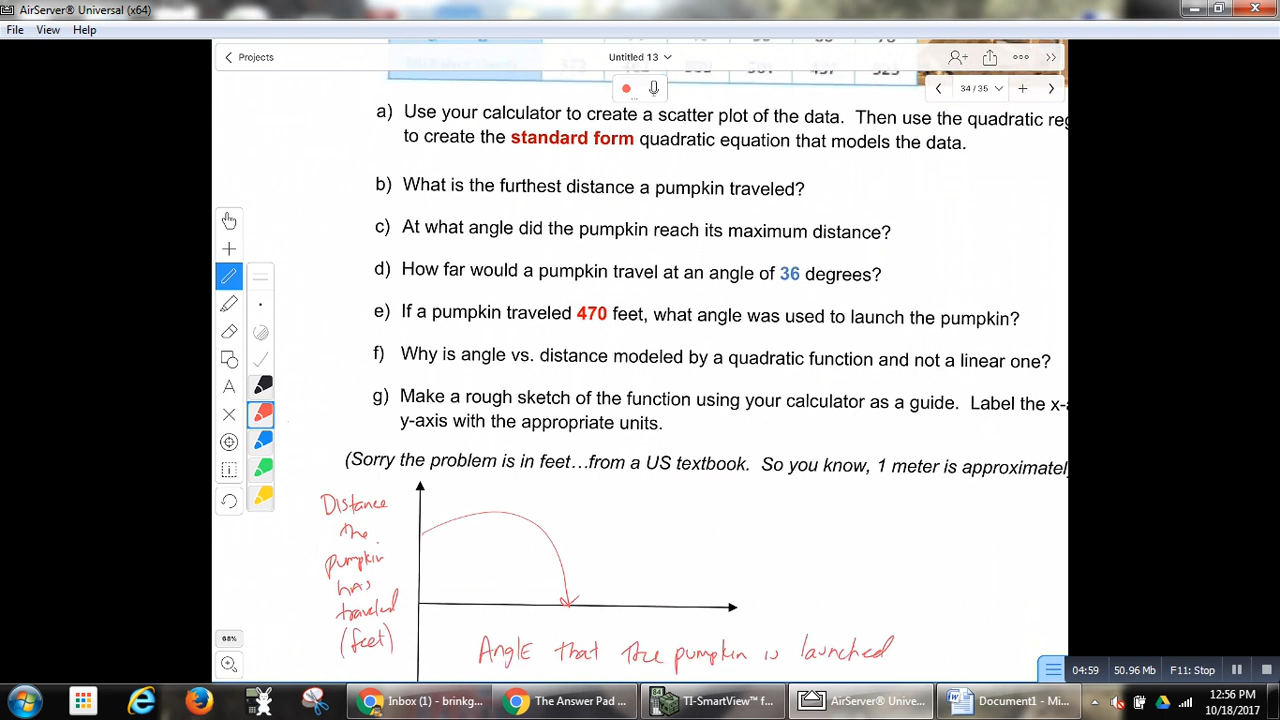 AirServer® Universal (x64)
File View Help
Projects
Untitled 13
34 / 35
a) Use your calculator to create a scatter plot of the data. Then use the quadratic reg
to create the standard form quadratic equation that models the data.
b) What is the furthest distance a pumpkin traveled?
c) At what angle did the pumpkin reach its maximum distance?
d) How far would a pumpkin travel at an angle of 36 degrees?
e) If a pumpkin traveled 470 feet, what angle was used to launch the pumpkin?
f) Why is angle vs. distance modeled by a quadratic function and not a linear one?
g) Make a rough sketch of the function using your calculator as a guide. Label the x-a
y-axis with the appropriate units.
(Sorry the problem is in feet…from a US textbook. So you know, 1 meter is approximately
Distance
the
pumpkin
has
traveled
(feet)
Angle that the pumpkin is launched
68%
04:59 50.96 Mb F11: Stop
Inbox (1) - brinkg... The Answer Pad ... TI-SmartView™ f... AirServer® Unive... Document1 - Mi...
12:56 PM
10/18/2017